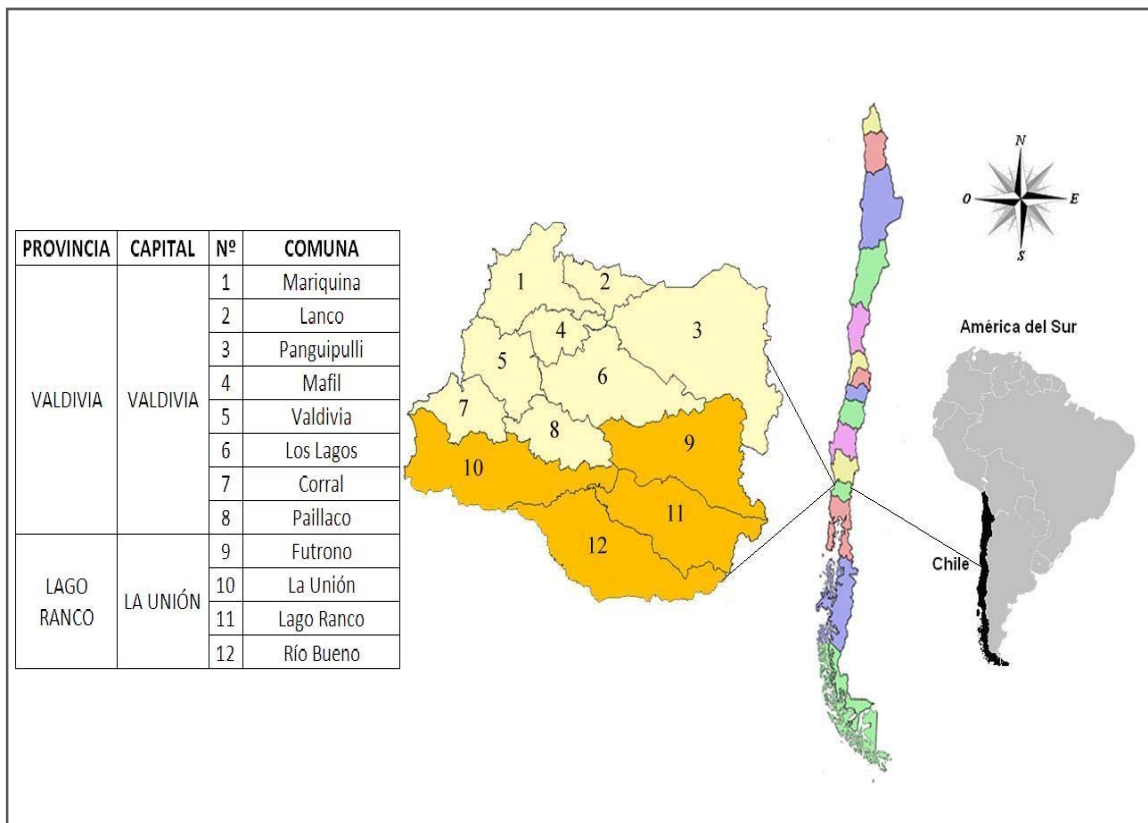 PROVINCIA CAPITAL Nº COMUNA
VALDIVIA VALDIVIA
1 Mariquina
2 Lanco
3 Panguipulli
4 Mafil
5 Valdivia
6 Los Lagos
7 Corral
8 Paillaco
LAGO RANCO LA UNIÓN
9 Futrono
10 La Unión
11 Lago Ranco
12 Río Bueno
1
2
3
4
5
6
7
8
9
10
11
12
N
O E
S
América del Sur
Chile